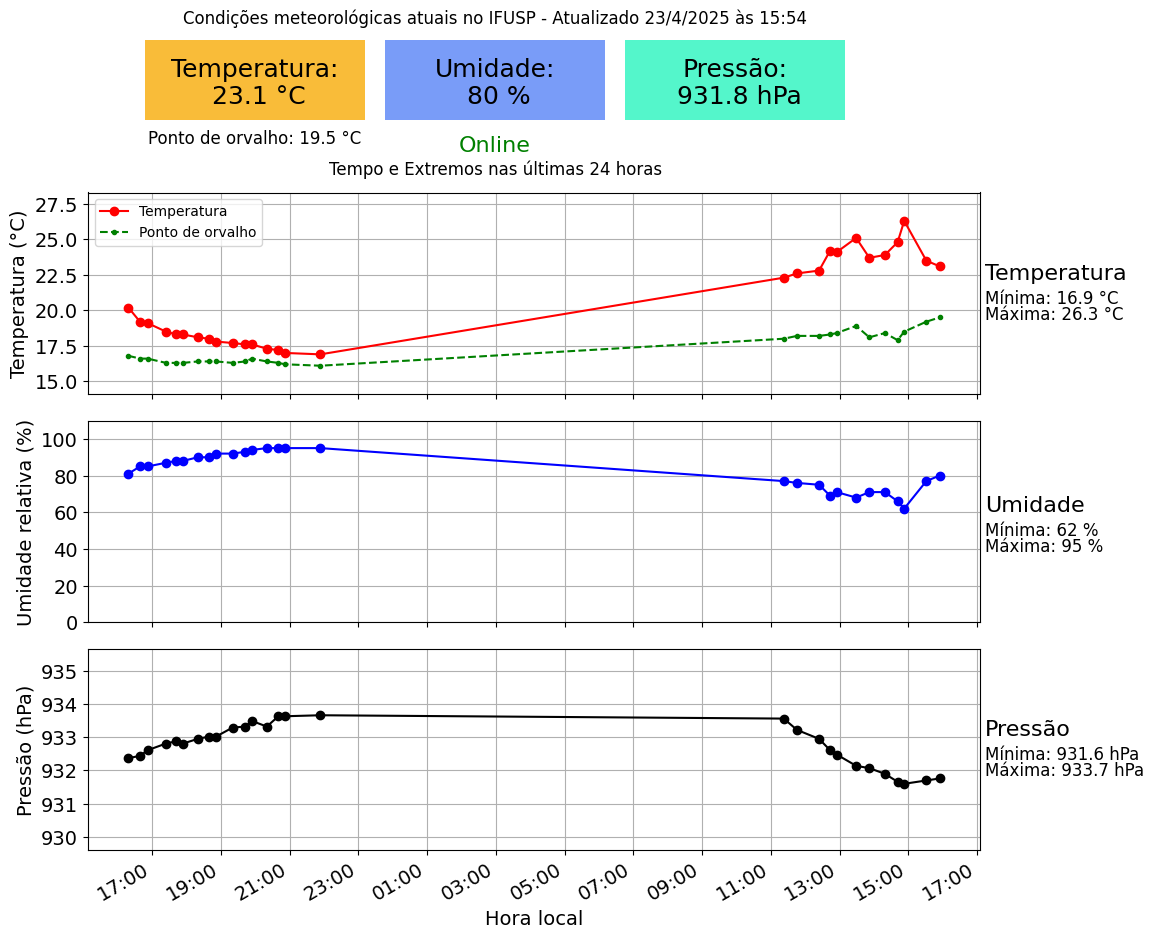 Condições meteorológicas atuais no IFUSP - Atualizado 23/4/2025 às 15:54
Temperatura:
23.1 °C
Umidade:
80 %
Pressão:
931.8 hPa
Ponto de orvalho: 19.5 °C
Online
Tempo e Extremos nas últimas 24 horas
Temperatura (°C)
27.5
25.0
22.5
20.0
17.5
15.0
Temperatura
Ponto de orvalho
Temperatura
Mínima: 16.9 °C
Máxima: 26.3 °C
Umidade relativa (%)
100
80
60
40
20
0
Umidade
Mínima: 62 %
Máxima: 95 %
Pressão (hPa)
935
934
933
932
931
930
Pressão
Mínima: 931.6 hPa
Máxima: 933.7 hPa
17:00 19:00 21:00 23:00 01:00 03:00 05:00 07:00 09:00 11:00 13:00 15:00 17:00
Hora local